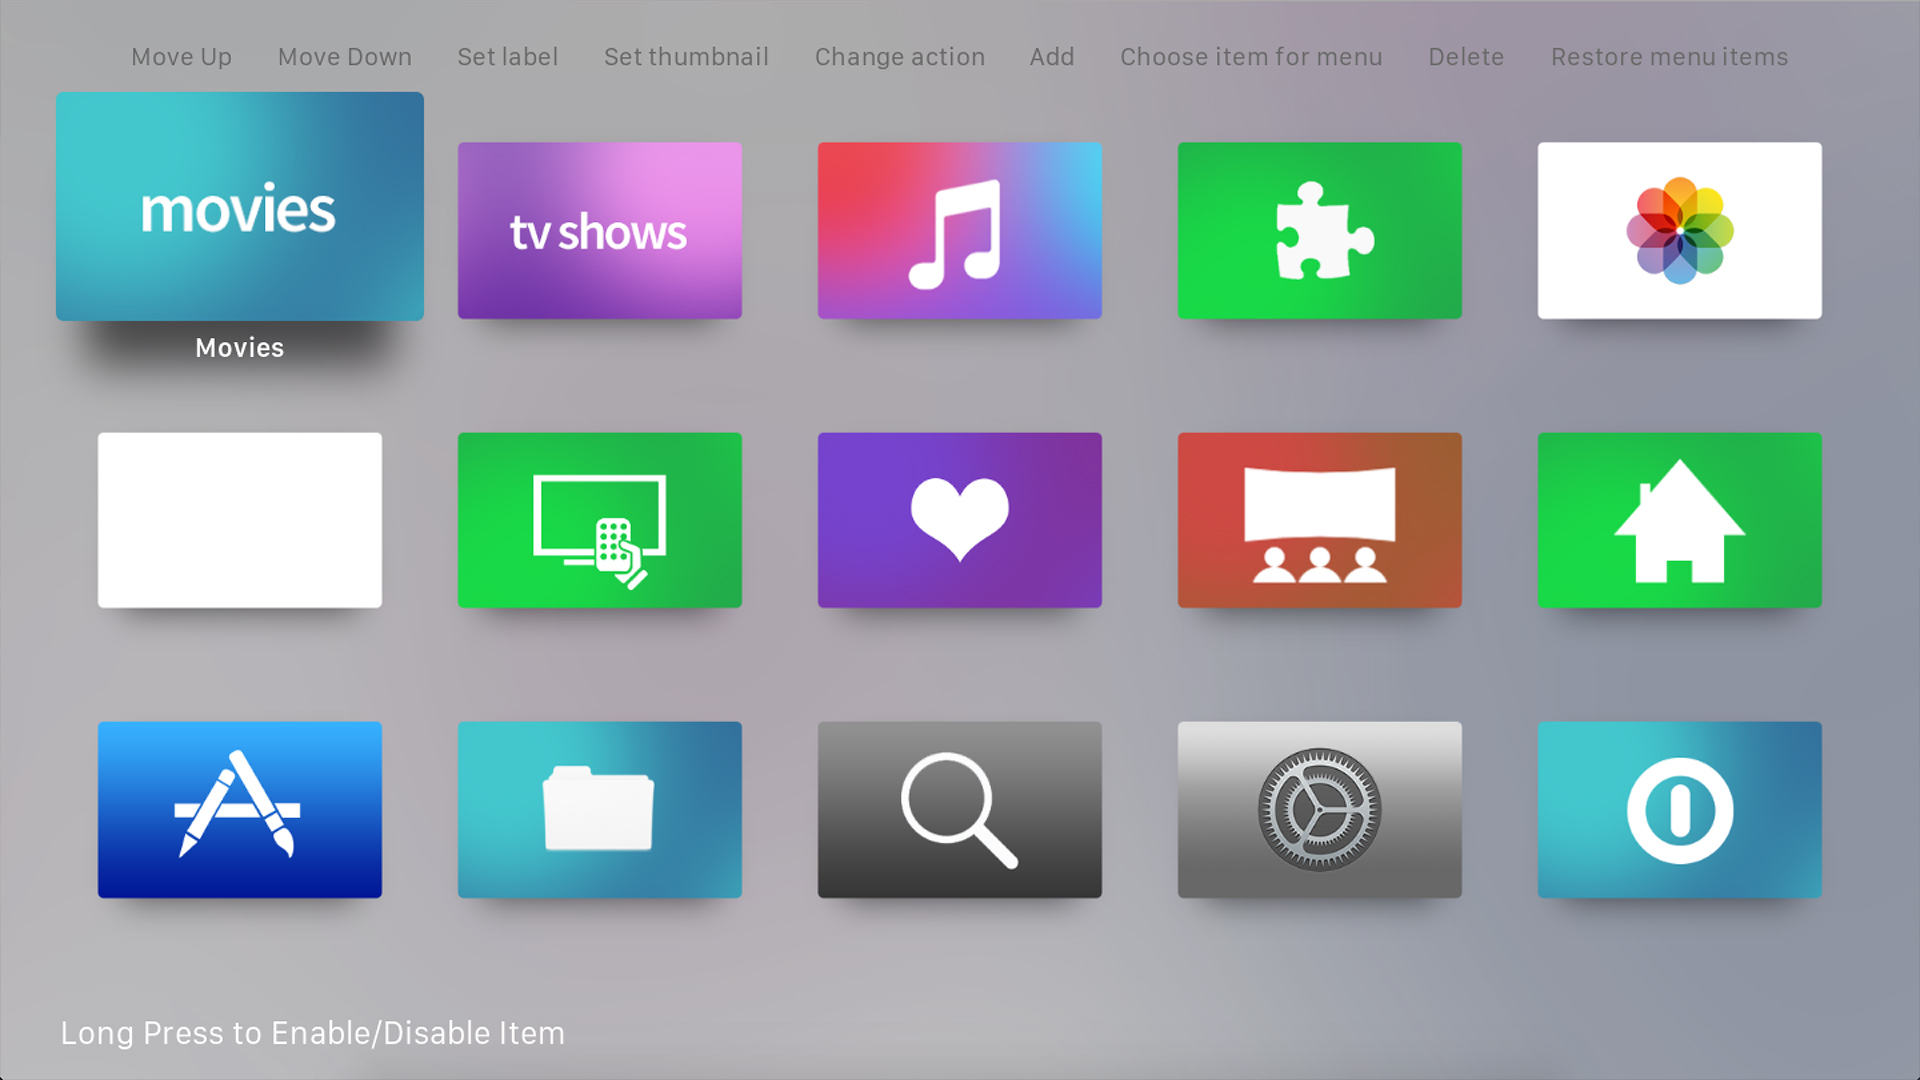 Move Up Move Down Set label Set thumbnail Change action Add Choose item for menu Delete Restore menu items
movies
tv shows
Movies
Long Press to Enable/Disable Item